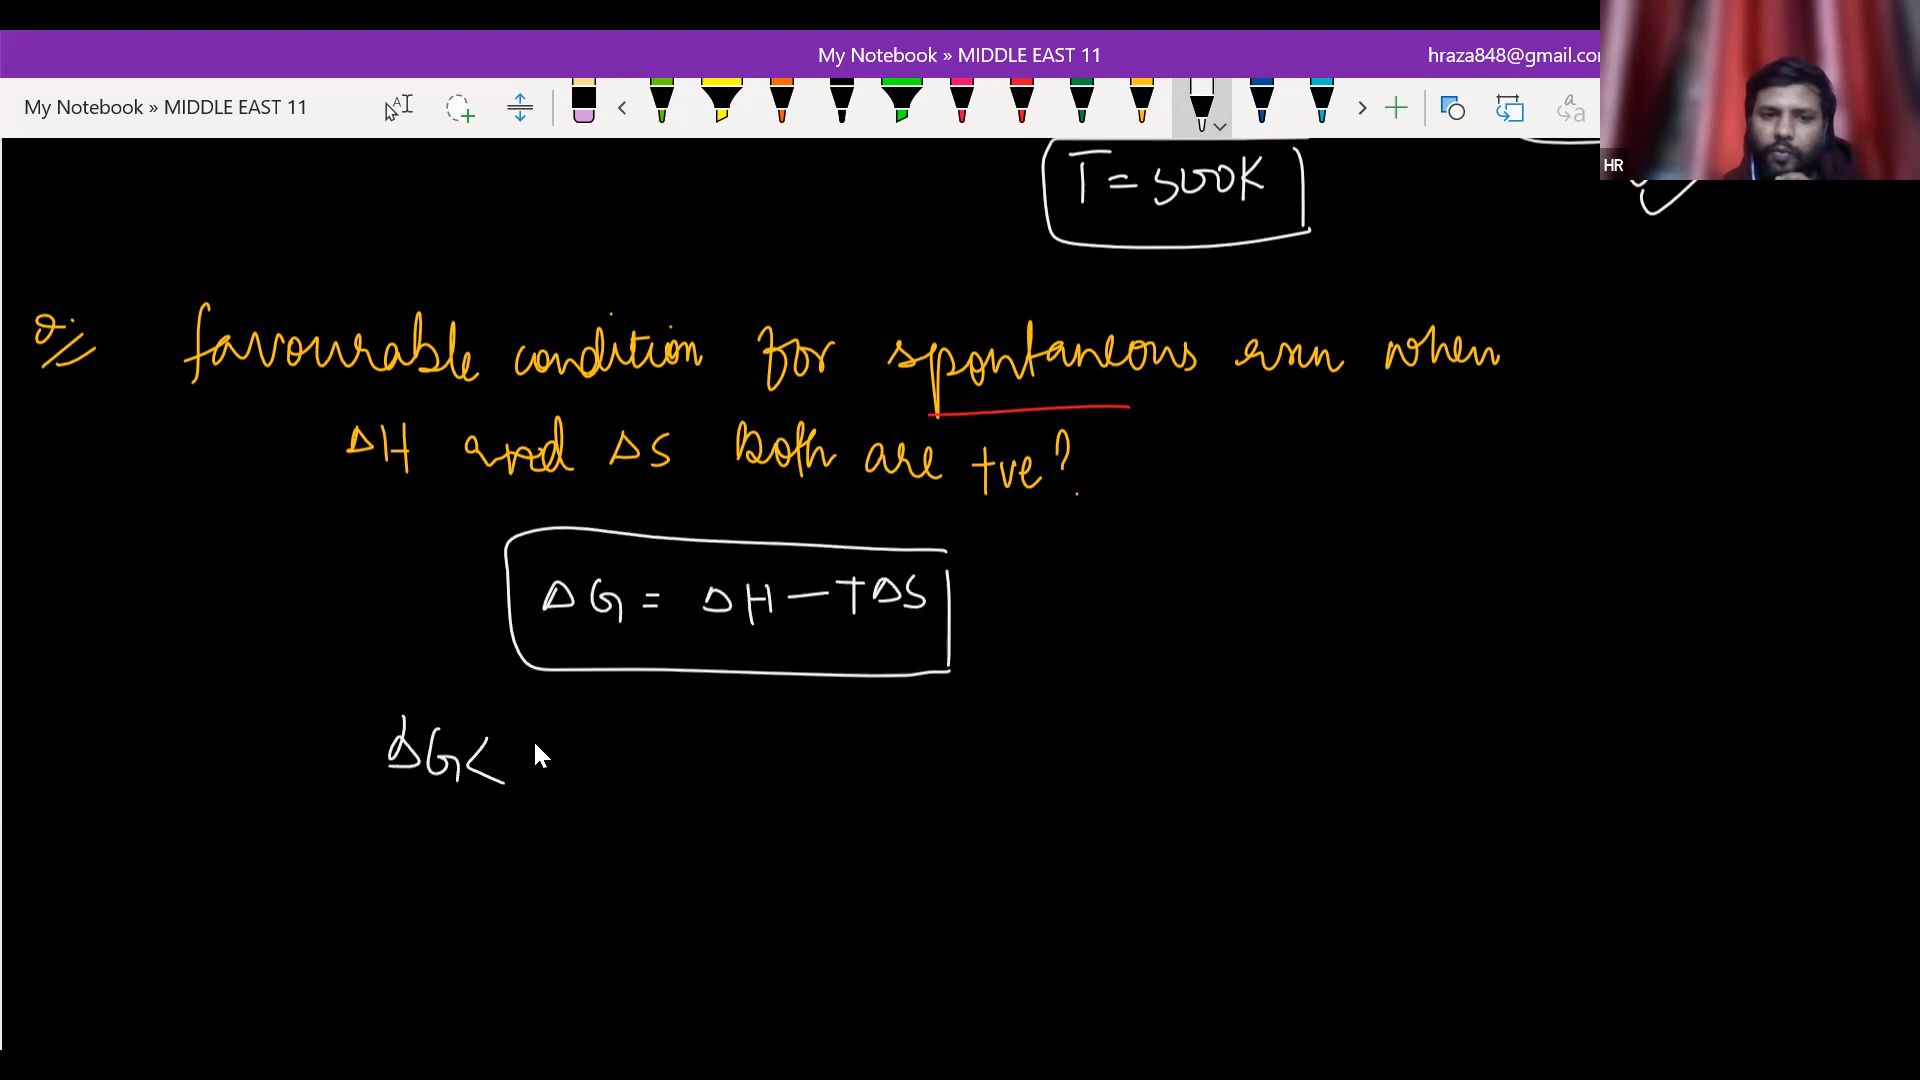 My Notebook » MIDDLE EAST 11
hraza848@gmail.co
My Notebook » MIDDLE EAST 11
HR
T = 500K
Q:// favourable condition for spontaneous rxn when
ΔH and ΔS both are +ve?
ΔG = ΔH — TΔS
ΔG<